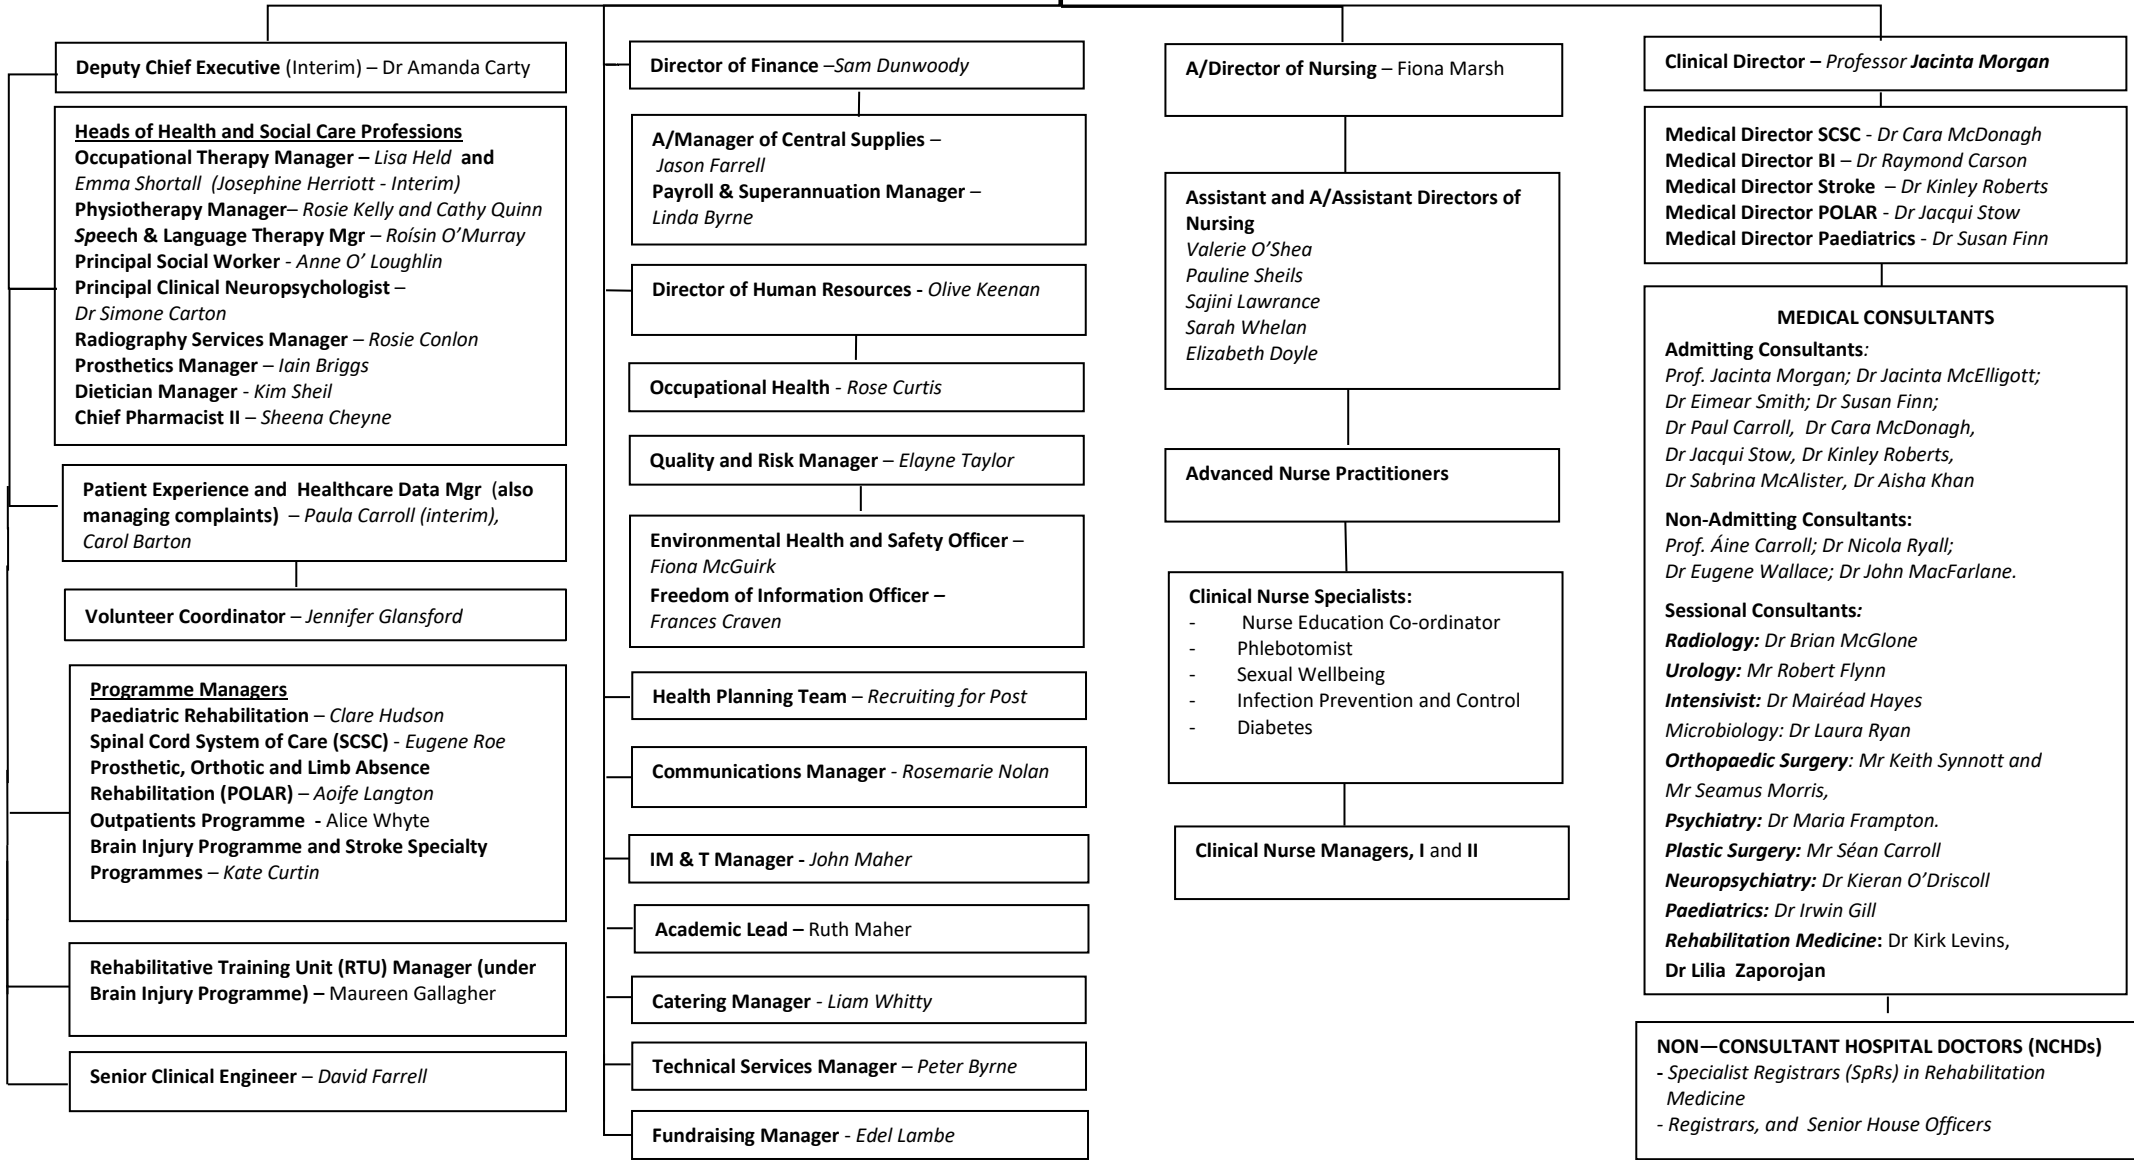 Deputy Chief Executive (Interim) – Dr Amanda Carty
Heads of Health and Social Care Professions
Occupational Therapy Manager – Lisa Held and
Emma Shortall (Josephine Herriott - Interim)
Physiotherapy Manager– Rosie Kelly and Cathy Quinn
Speech & Language Therapy Mgr – Roísin O’Murray
Principal Social Worker - Anne O’ Loughlin
Principal Clinical Neuropsychologist –
Dr Simone Carton
Radiography Services Manager – Rosie Conlon
Prosthetics Manager – Iain Briggs
Dietician Manager - Kim Sheil
Chief Pharmacist II – Sheena Cheyne
Patient Experience and Healthcare Data Mgr (also
managing complaints) – Paula Carroll (interim),
Carol Barton
Volunteer Coordinator – Jennifer Glansford
Programme Managers
Paediatric Rehabilitation – Clare Hudson
Spinal Cord System of Care (SCSC) - Eugene Roe
Prosthetic, Orthotic and Limb Absence
Rehabilitation (POLAR) – Aoife Langton
Outpatients Programme - Alice Whyte
Brain Injury Programme and Stroke Specialty
Programmes – Kate Curtin
Rehabilitative Training Unit (RTU) Manager (under
Brain Injury Programme) – Maureen Gallagher
Senior Clinical Engineer – David Farrell
Director of Finance –Sam Dunwoody
A/Manager of Central Supplies –
Jason Farrell
Payroll & Superannuation Manager –
Linda Byrne
Director of Human Resources - Olive Keenan
Occupational Health - Rose Curtis
Quality and Risk Manager – Elayne Taylor
Environmental Health and Safety Officer –
Fiona McGuirk
Freedom of Information Officer –
Frances Craven
Health Planning Team – Recruiting for Post
Communications Manager - Rosemarie Nolan
IM & T Manager - John Maher
Academic Lead – Ruth Maher
Catering Manager - Liam Whitty
Technical Services Manager – Peter Byrne
Fundraising Manager - Edel Lambe
A/Director of Nursing – Fiona Marsh
Assistant and A/Assistant Directors of
Nursing
Valerie O’Shea
Pauline Sheils
Sajini Lawrance
Sarah Whelan
Elizabeth Doyle
Advanced Nurse Practitioners
Clinical Nurse Specialists:
- Nurse Education Co-ordinator
- Phlebotomist
- Sexual Wellbeing
- Infection Prevention and Control
- Diabetes
Clinical Nurse Managers, I and II
Clinical Director – Professor Jacinta Morgan
Medical Director SCSC - Dr Cara McDonagh
Medical Director BI – Dr Raymond Carson
Medical Director Stroke – Dr Kinley Roberts
Medical Director POLAR - Dr Jacqui Stow
Medical Director Paediatrics - Dr Susan Finn
MEDICAL CONSULTANTS
Admitting Consultants:
Prof. Jacinta Morgan; Dr Jacinta McElligott;
Dr Eimear Smith; Dr Susan Finn;
Dr Paul Carroll, Dr Cara McDonagh,
Dr Jacqui Stow, Dr Kinley Roberts,
Dr Sabrina McAlister, Dr Aisha Khan
Non-Admitting Consultants:
Prof. Áine Carroll; Dr Nicola Ryall;
Dr Eugene Wallace; Dr John MacFarlane.
Sessional Consultants:
Radiology: Dr Brian McGlone
Urology: Mr Robert Flynn
Intensivist: Dr Mairéad Hayes
Microbiology: Dr Laura Ryan
Orthopaedic Surgery: Mr Keith Synnott and
Mr Seamus Morris,
Psychiatry: Dr Maria Frampton.
Plastic Surgery: Mr Séan Carroll
Neuropsychiatry: Dr Kieran O’Driscoll
Paediatrics: Dr Irwin Gill
Rehabilitation Medicine: Dr Kirk Levins,
Dr Lilia Zaporojan
NON—CONSULTANT HOSPITAL DOCTORS (NCHDs)
- Specialist Registrars (SpRs) in Rehabilitation
Medicine
- Registrars, and Senior House Officers